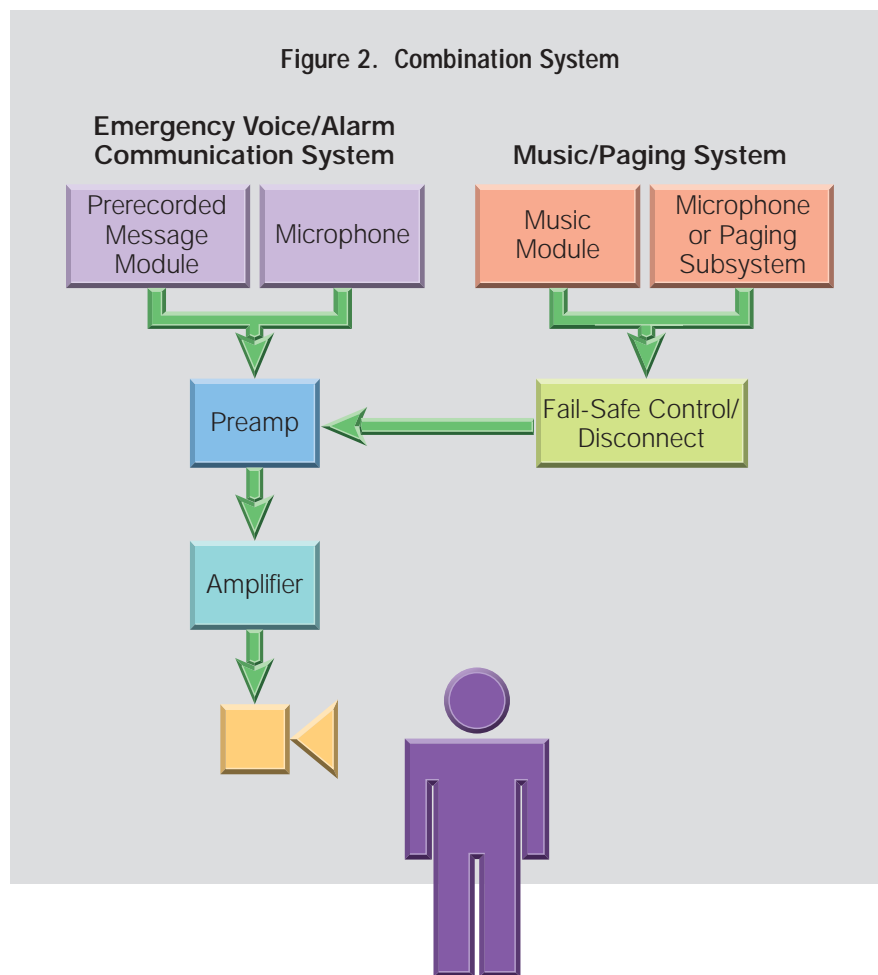 Figure 2. Combination System
Emergency Voice/Alarm
Communication System
Music/Paging System
Prerecorded
Message
Module
Microphone
Music
Module
Microphone
or Paging
Subsystem
Preamp
Fail-Safe Control/
Disconnect
Amplifier